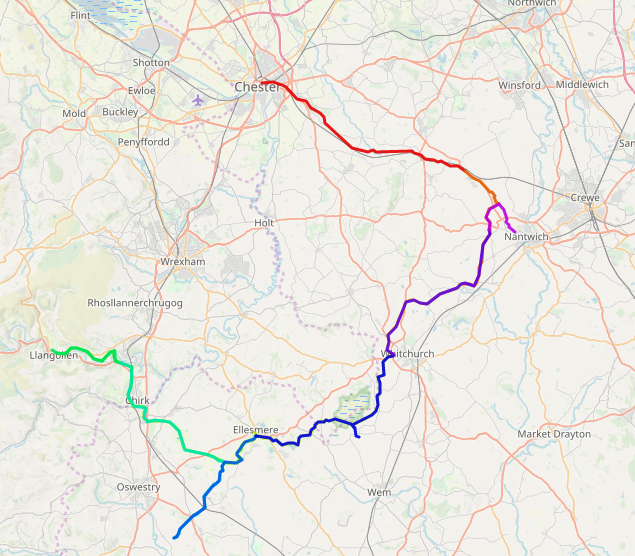 Northwich
Flint
Shotton
Chester
Winsford
Middlewich
Ewloe
Mold
Buckley
Penyffordd
San
Crewe
Holt
Nantwich
Wrexham
Rhosllannerchrugog
Llangollen
Whitchurch
Chirk
Ellesmere
Market Drayton
Oswestry
Wem